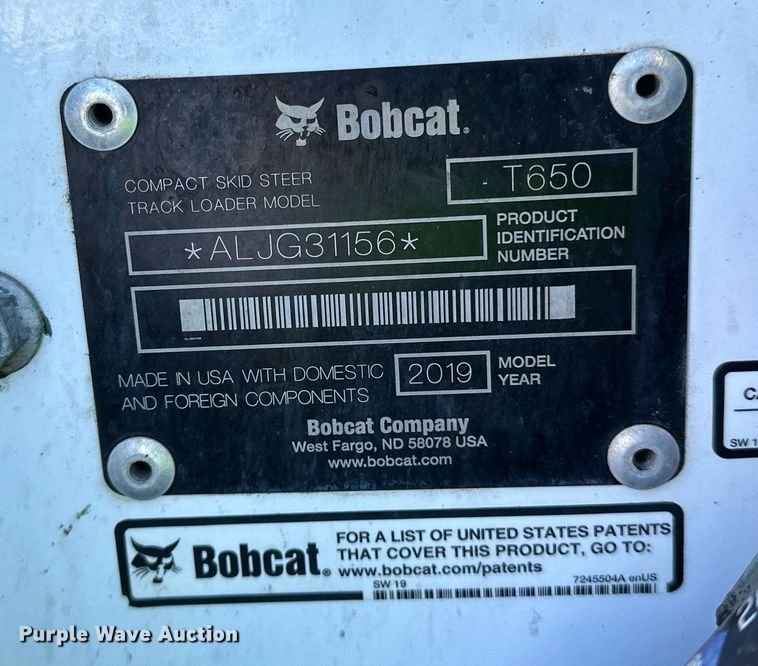 Bobcat®
COMPACT SKID STEER
TRACK LOADER MODEL
T650
*ALJG31156*
PRODUCT
IDENTIFICATION
NUMBER
MADE IN USA WITH DOMESTIC
AND FOREIGN COMPONENTS
2019
MODEL
YEAR
Bobcat Company
West Fargo, ND 58078 USA
www.bobcat.com
Bobcat®
FOR A LIST OF UNITED STATES PATENTS
THAT COVER THIS PRODUCT, GO TO:
www.bobcat.com/patents
SW 19
7245504A enUS
CA
SW 1
Purple Wave Auction